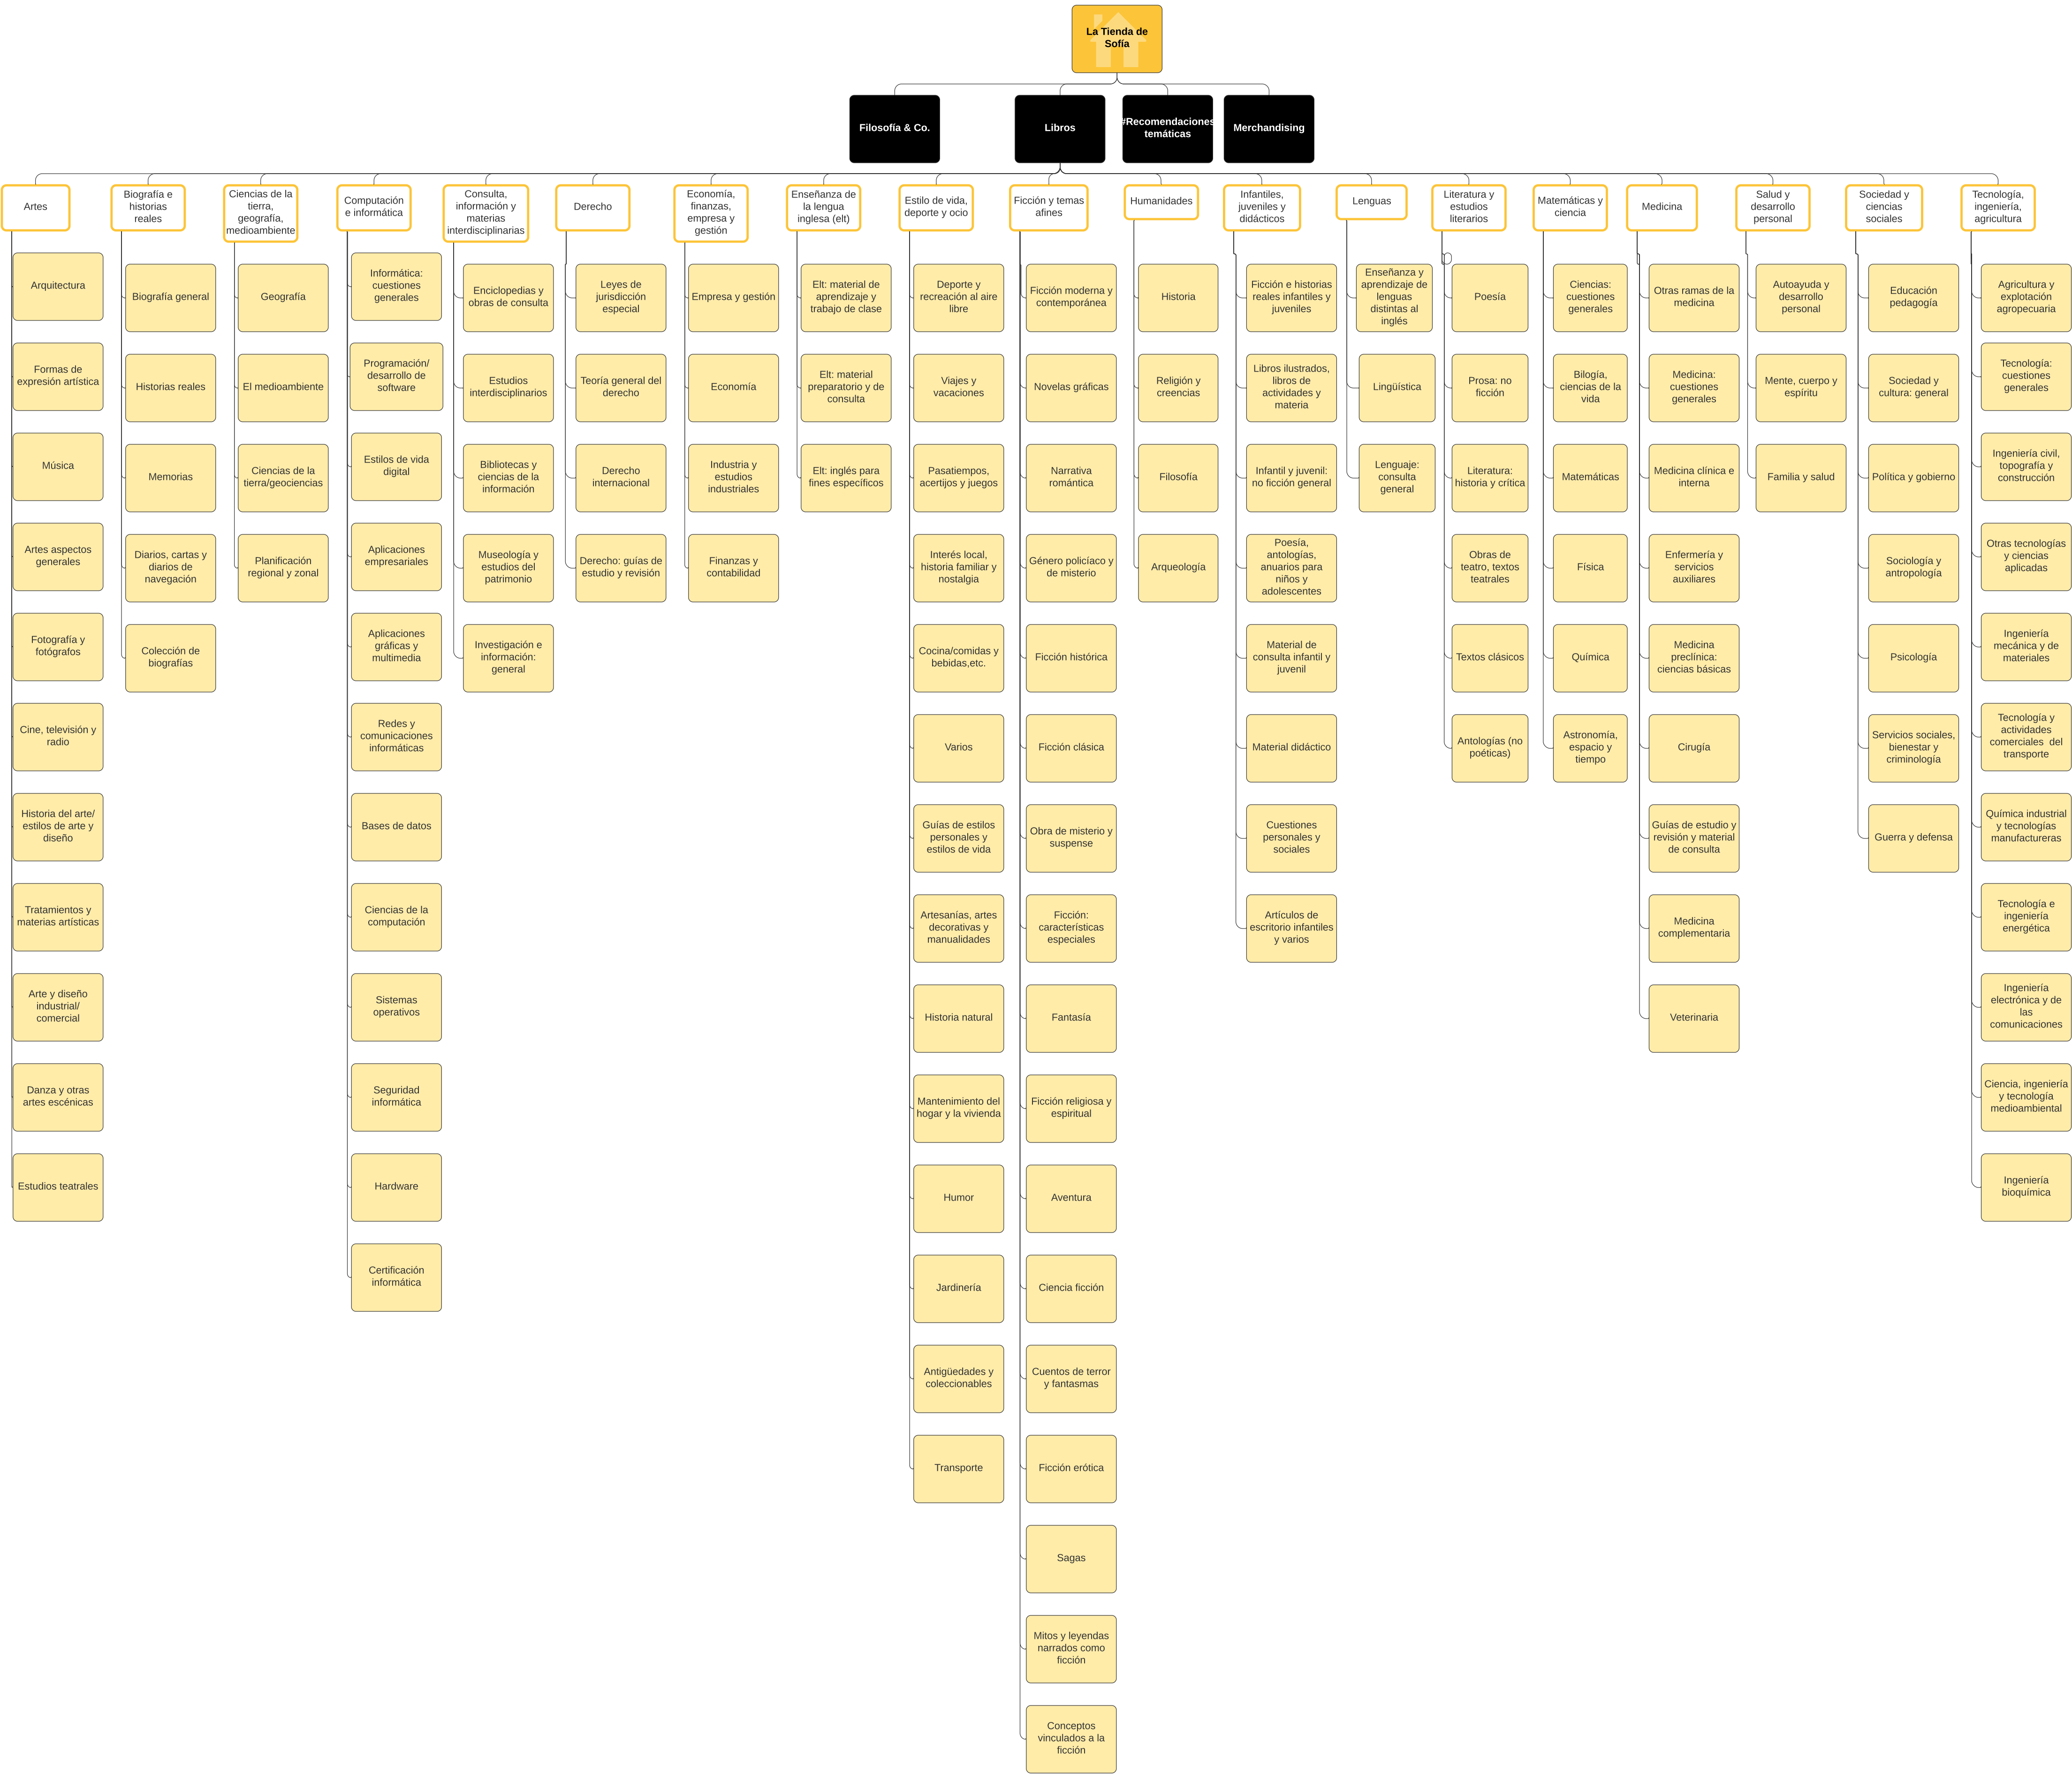 La Tienda de
Sofía
Filosofía & Co.
Libros
#Recomendaciones
temáticas
Merchandising
Artes
Biografía e
historias
reales
Ciencias de la
tierra,
geografía,
medioambiente
Computación
e informática
Consulta,
información y
materias
interdisciplinarias
Derecho
Economía,
finanzas,
empresa y
gestión
Enseñanza de
la lengua
inglesa (elt)
Estilo de vida,
deporte y ocio
Ficción y temas
afines
Humanidades
Infantiles,
juveniles y
didácticos
Lenguas
Literatura y
estudios
literarios
Matemáticas y
ciencia
Medicina
Salud y
desarrollo
personal
Sociedad y
ciencias
sociales
Tecnología,
ingeniería,
agricultura
Arquitectura
Formas de
expresión artística
Música
Artes aspectos
generales
Fotografía y
fotógrafos
Cine, televisión y
radio
Historia del arte/
estilos de arte y
diseño
Tratamientos y
materias artísticas
Arte y diseño
industrial/
comercial
Danza y otras
artes escénicas
Estudios teatrales
Biografía general
Historias reales
Memorias
Diarios, cartas y
diarios de
navegación
Colección de
biografías
Geografía
El medioambiente
Ciencias de la
tierra/geociencias
Planificación
regional y zonal
Informática:
cuestiones
generales
Programación/
desarrollo de
software
Estilos de vida
digital
Aplicaciones
empresariales
Aplicaciones
gráficas y
multimedia
Redes y
comunicaciones
informáticas
Bases de datos
Ciencias de la
computación
Sistemas
operativos
Seguridad
informática
Hardware
Certificación
informática
Enciclopedias y
obras de consulta
Estudios
interdisciplinarios
Bibliotecas y
ciencias de la
información
Museología y
estudios del
patrimonio
Investigación e
información:
general
Leyes de
jurisdicción
especial
Teoría general del
derecho
Derecho
internacional
Derecho: guías de
estudio y revisión
Empresa y gestión
Economía
Industria y
estudios
industriales
Finanzas y
contabilidad
Elt: material de
aprendizaje y
trabajo de clase
Elt: material
preparatorio y de
consulta
Elt: inglés para
fines específicos
Deporte y
recreación al aire
libre
Viajes y
vacaciones
Pasatiempos,
acertijos y juegos
Interés local,
historia familiar y
nostalgia
Cocina/comidas y
bebidas,etc.
Varios
Guías de estilos
personales y
estilos de vida
Artesanías, artes
decorativas y
manualidades
Historia natural
Mantenimiento del
hogar y la vivienda
Humor
Jardinería
Antigüedades y
coleccionables
Transporte
Ficción moderna y
contemporánea
Novelas gráficas
Narrativa
romántica
Género policíaco y
de misterio
Ficción histórica
Ficción clásica
Obra de misterio y
suspense
Ficción:
características
especiales
Fantasía
Ficción religiosa y
espiritual
Aventura
Ciencia ficción
Cuentos de terror
y fantasmas
Ficción erótica
Sagas
Mitos y leyendas
narrados como
ficción
Conceptos
vinculados a la
ficción
Historia
Religión y
creencias
Filosofía
Arqueología
Ficción e historias
reales infantiles y
juveniles
Libros ilustrados,
libros de
actividades y
materia
Infantil y juvenil:
no ficción general
Poesía,
antologías,
anuarios para
niños y
adolescentes
Material de
consulta infantil y
juvenil
Material didáctico
Cuestiones
personales y
sociales
Artículos de
escritorio infantiles
y varios
Enseñanza y
aprendizaje de
lenguas
distintas al
inglés
Lingüística
Lenguaje:
consulta
general
Poesía
Prosa: no
ficción
Literatura:
historia y crítica
Obras de
teatro, textos
teatrales
Textos clásicos
Antologías (no
poéticas)
Ciencias:
cuestiones
generales
Bilogía,
ciencias de la
vida
Matemáticas
Física
Química
Astronomía,
espacio y
tiempo
Otras ramas de la
medicina
Medicina:
cuestiones
generales
Medicina clínica e
interna
Enfermería y
servicios
auxiliares
Medicina
preclínica:
ciencias básicas
Cirugía
Guías de estudio y
revisión y material
de consulta
Medicina
complementaria
Veterinaria
Autoayuda y
desarrollo
personal
Mente, cuerpo y
espíritu
Familia y salud
Educación
pedagogía
Sociedad y
cultura: general
Política y gobierno
Sociología y
antropología
Psicología
Servicios sociales,
bienestar y
criminología
Guerra y defensa
Agricultura y
explotación
agropecuaria
Tecnología:
cuestiones
generales
Ingeniería civil,
topografía y
construcción
Otras tecnologías
y ciencias
aplicadas
Ingeniería
mecánica y de
materiales
Tecnología y
actividades
comerciales  del
transporte
Química industrial
y tecnologías
manufactureras
Tecnología e
ingeniería
energética
Ingeniería
electrónica y de
las
comunicaciones
Ciencia, ingeniería
y tecnología
medioambiental
Ingeniería
bioquímica